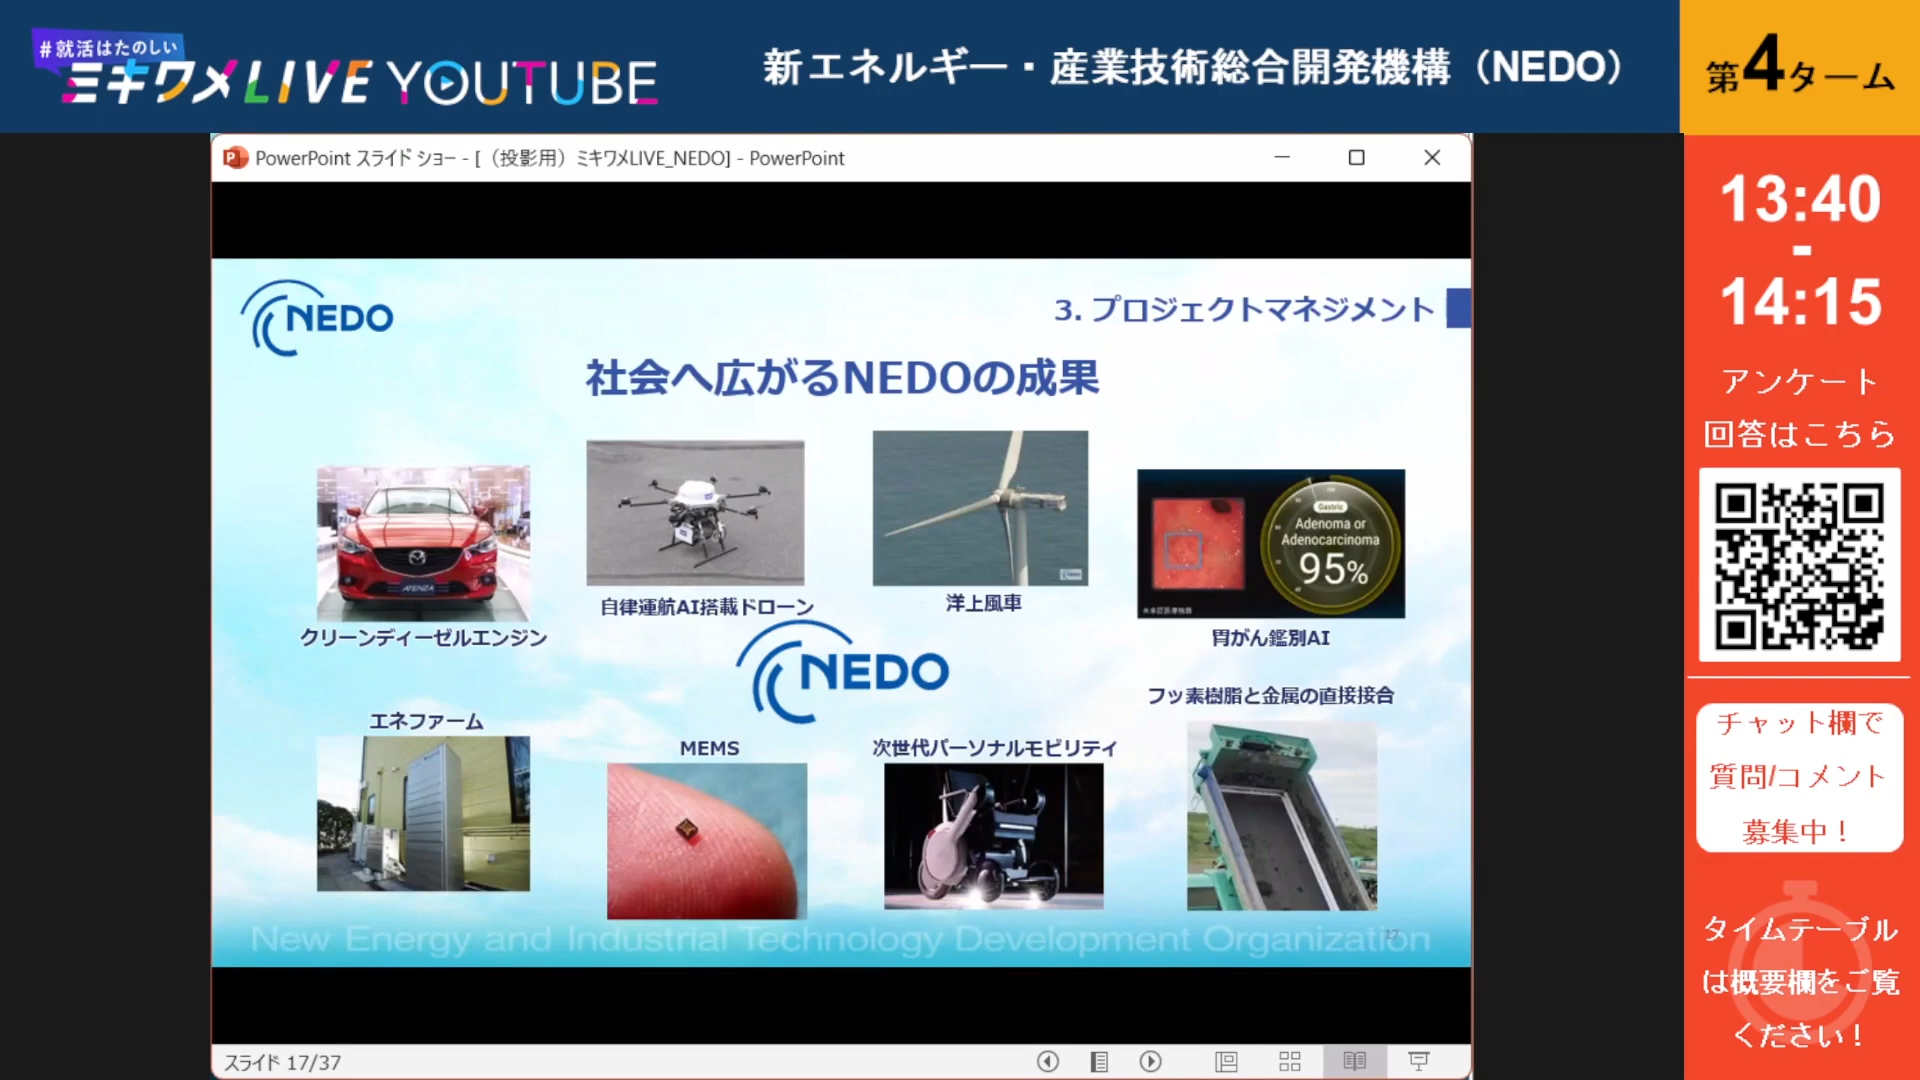 #就活はたのしい
ミキワメLIVE YOUTUBE
新エネルギー・産業技術総合開発機構（NEDO）
第4ターム
PowerPoint スライド ショー - [（投影用）ミキワメLIVE_NEDO] - PowerPoint
NEDO
3. プロジェクトマネジメント
社会へ広がるNEDOの成果
ATENZA
クリーンディーゼルエンジン
自律運航AI搭載ドローン
洋上風車
Gastric
Adenoma or
Adenocarcinoma
95%
胃がん鑑別AI
NEDO
エネファーム
MEMS
次世代パーソナルモビリティ
フッ素樹脂と金属の直接接合
New Energy and Industrial Technology Development Organization
17
スライド 17/37
13:40
-
14:15
アンケート
回答はこちら
チャット欄で
質問/コメント
募集中！
タイムテーブル
は概要欄をご覧
ください！